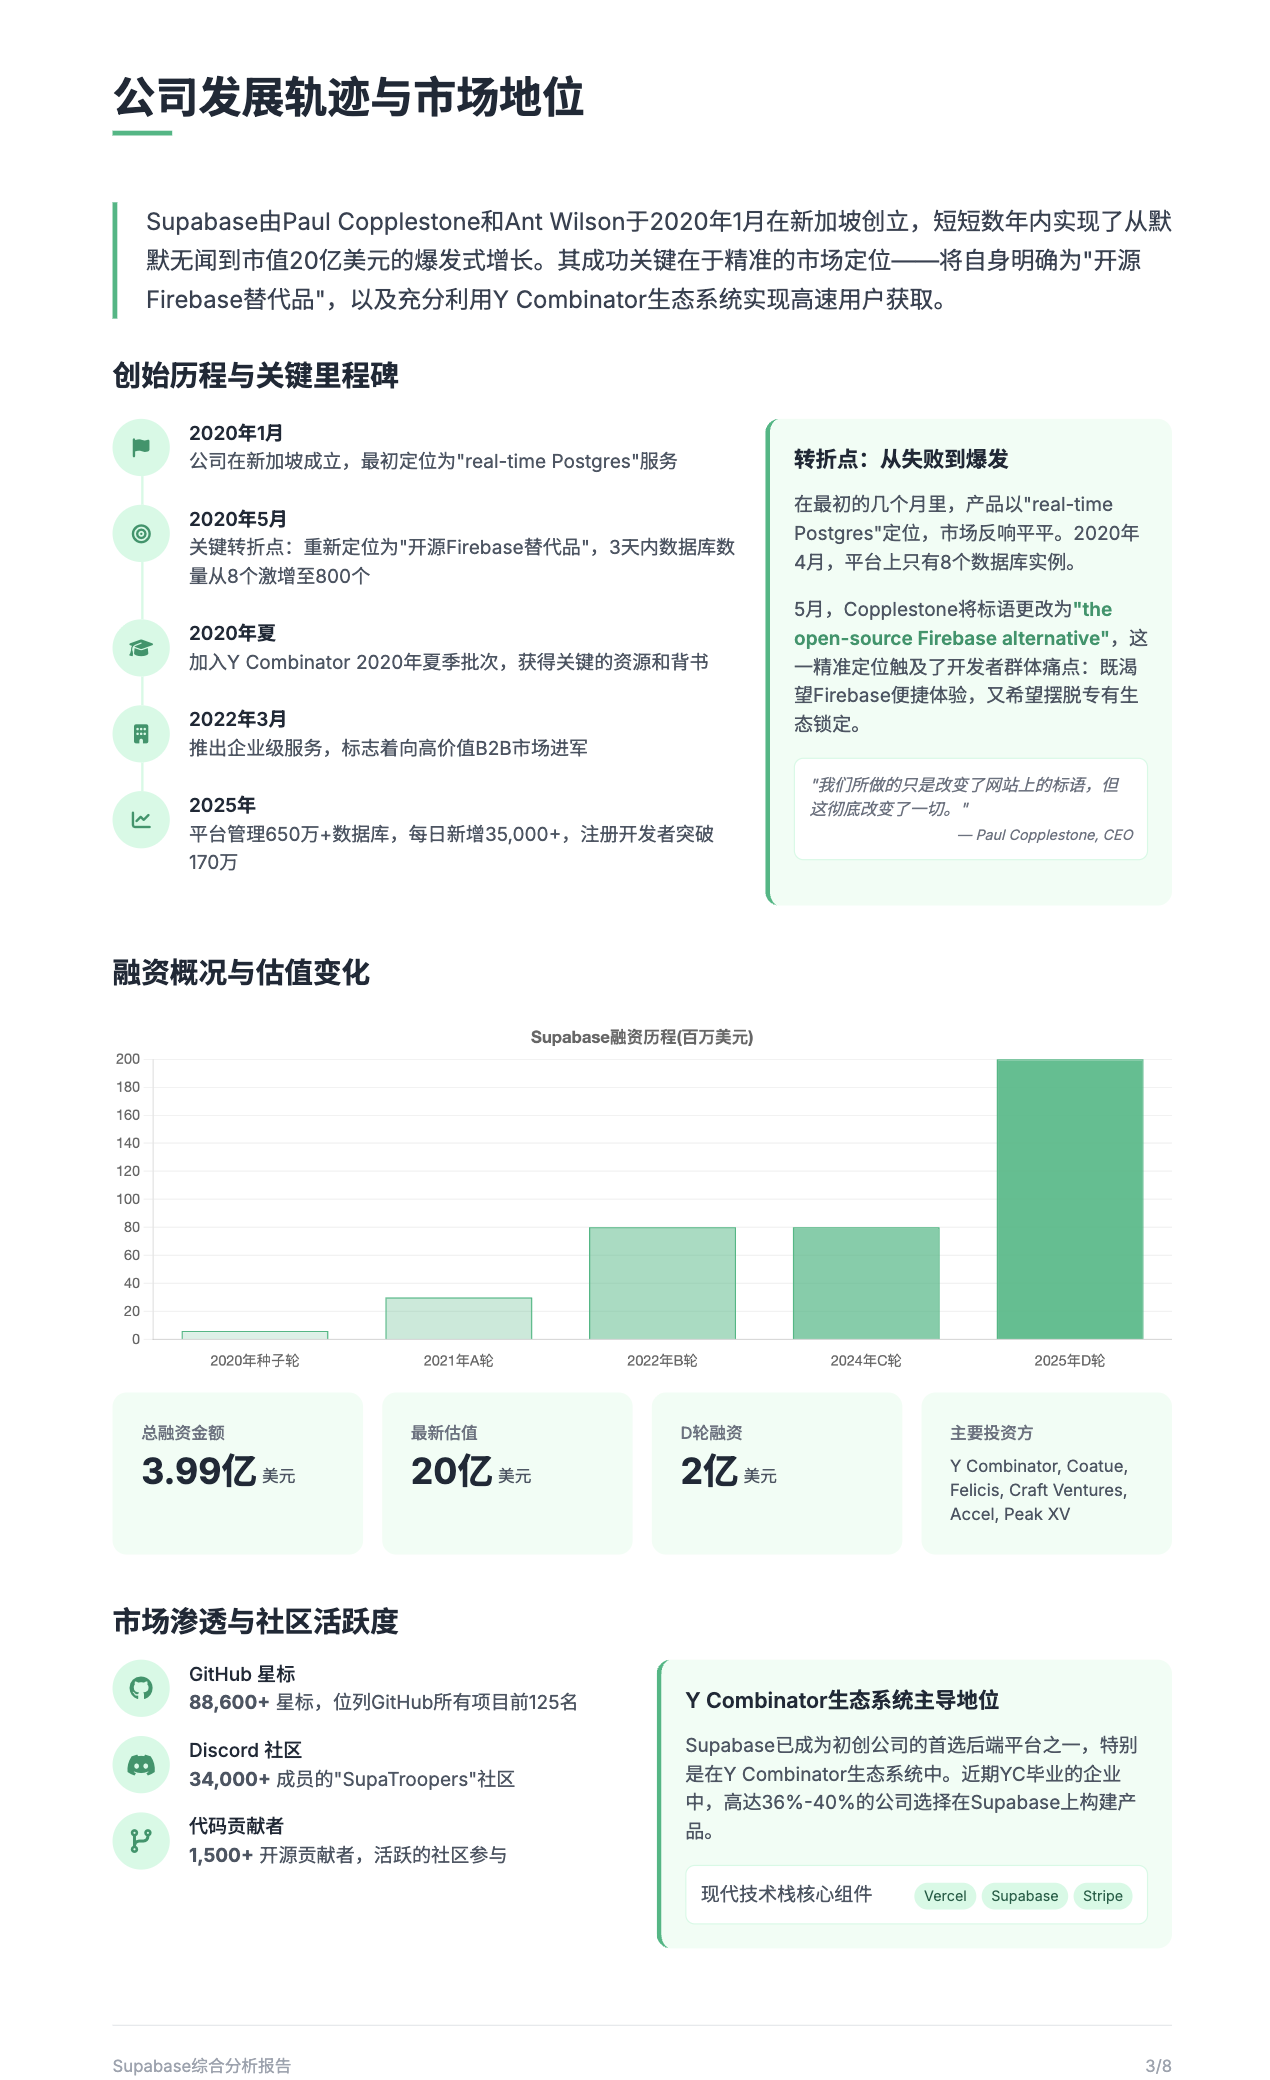 公司发展轨迹与市场地位
Supabase由Paul Copplestone和Ant Wilson于2020年1月在新加坡创立，短短数年内实现了从默
默无闻到市值20亿美元的爆发式增长。其成功关键在于精准的市场定位——将自身明确为"开源
Firebase替代品"，以及充分利用Y Combinator生态系统实现高速用户获取。
创始历程与关键里程碑
2020年1月
公司在新加坡成立，最初定位为"real-time Postgres"服务
2020年5月
关键转折点：重新定位为"开源Firebase替代品"，3天内数据库数
量从8个激增至800个
2020年夏
加入Y Combinator 2020年夏季批次，获得关键的资源和背书
2022年3月
推出企业级服务，标志着向高价值B2B市场进军
2025年
平台管理650万+数据库，每日新增35,000+，注册开发者突破
170万
转折点：从失败到爆发
在最初的几个月里，产品以"real-time
Postgres"定位，市场反响平平。2020年
4月，平台上只有8个数据库实例。
5月，Copplestone将标语更改为"the
open-source Firebase alternative"，这
一精准定位触及了开发者群体痛点：既渴
望Firebase便捷体验，又希望摆脱专有生
态锁定。
"我们所做的只是改变了网站上的标语，但
这彻底改变了一切。"
— Paul Copplestone, CEO
融资概况与估值变化
Supabase融资历程(百万美元)
200
180
160
140
120
100
80
60
40
20
0
2020年种子轮
2021年A轮
2022年B轮
2024年C轮
2025年D轮
总融资金额
3.99亿 美元
最新估值
20亿 美元
D轮融资
2亿 美元
主要投资方
Y Combinator, Coatue,
Felicis, Craft Ventures,
Accel, Peak XV
市场渗透与社区活跃度
GitHub 星标
88,600+ 星标，位列GitHub所有项目前125名
Discord 社区
34,000+ 成员的"SupaTroopers"社区
代码贡献者
1,500+ 开源贡献者，活跃的社区参与
Y Combinator生态系统主导地位
Supabase已成为初创公司的首选后端平台之一，特别
是在Y Combinator生态系统中。近期YC毕业的企业
中，高达36%-40%的公司选择在Supabase上构建产
品。
现代技术栈核心组件
Vercel
Supabase
Stripe
Supabase综合分析报告
3/8